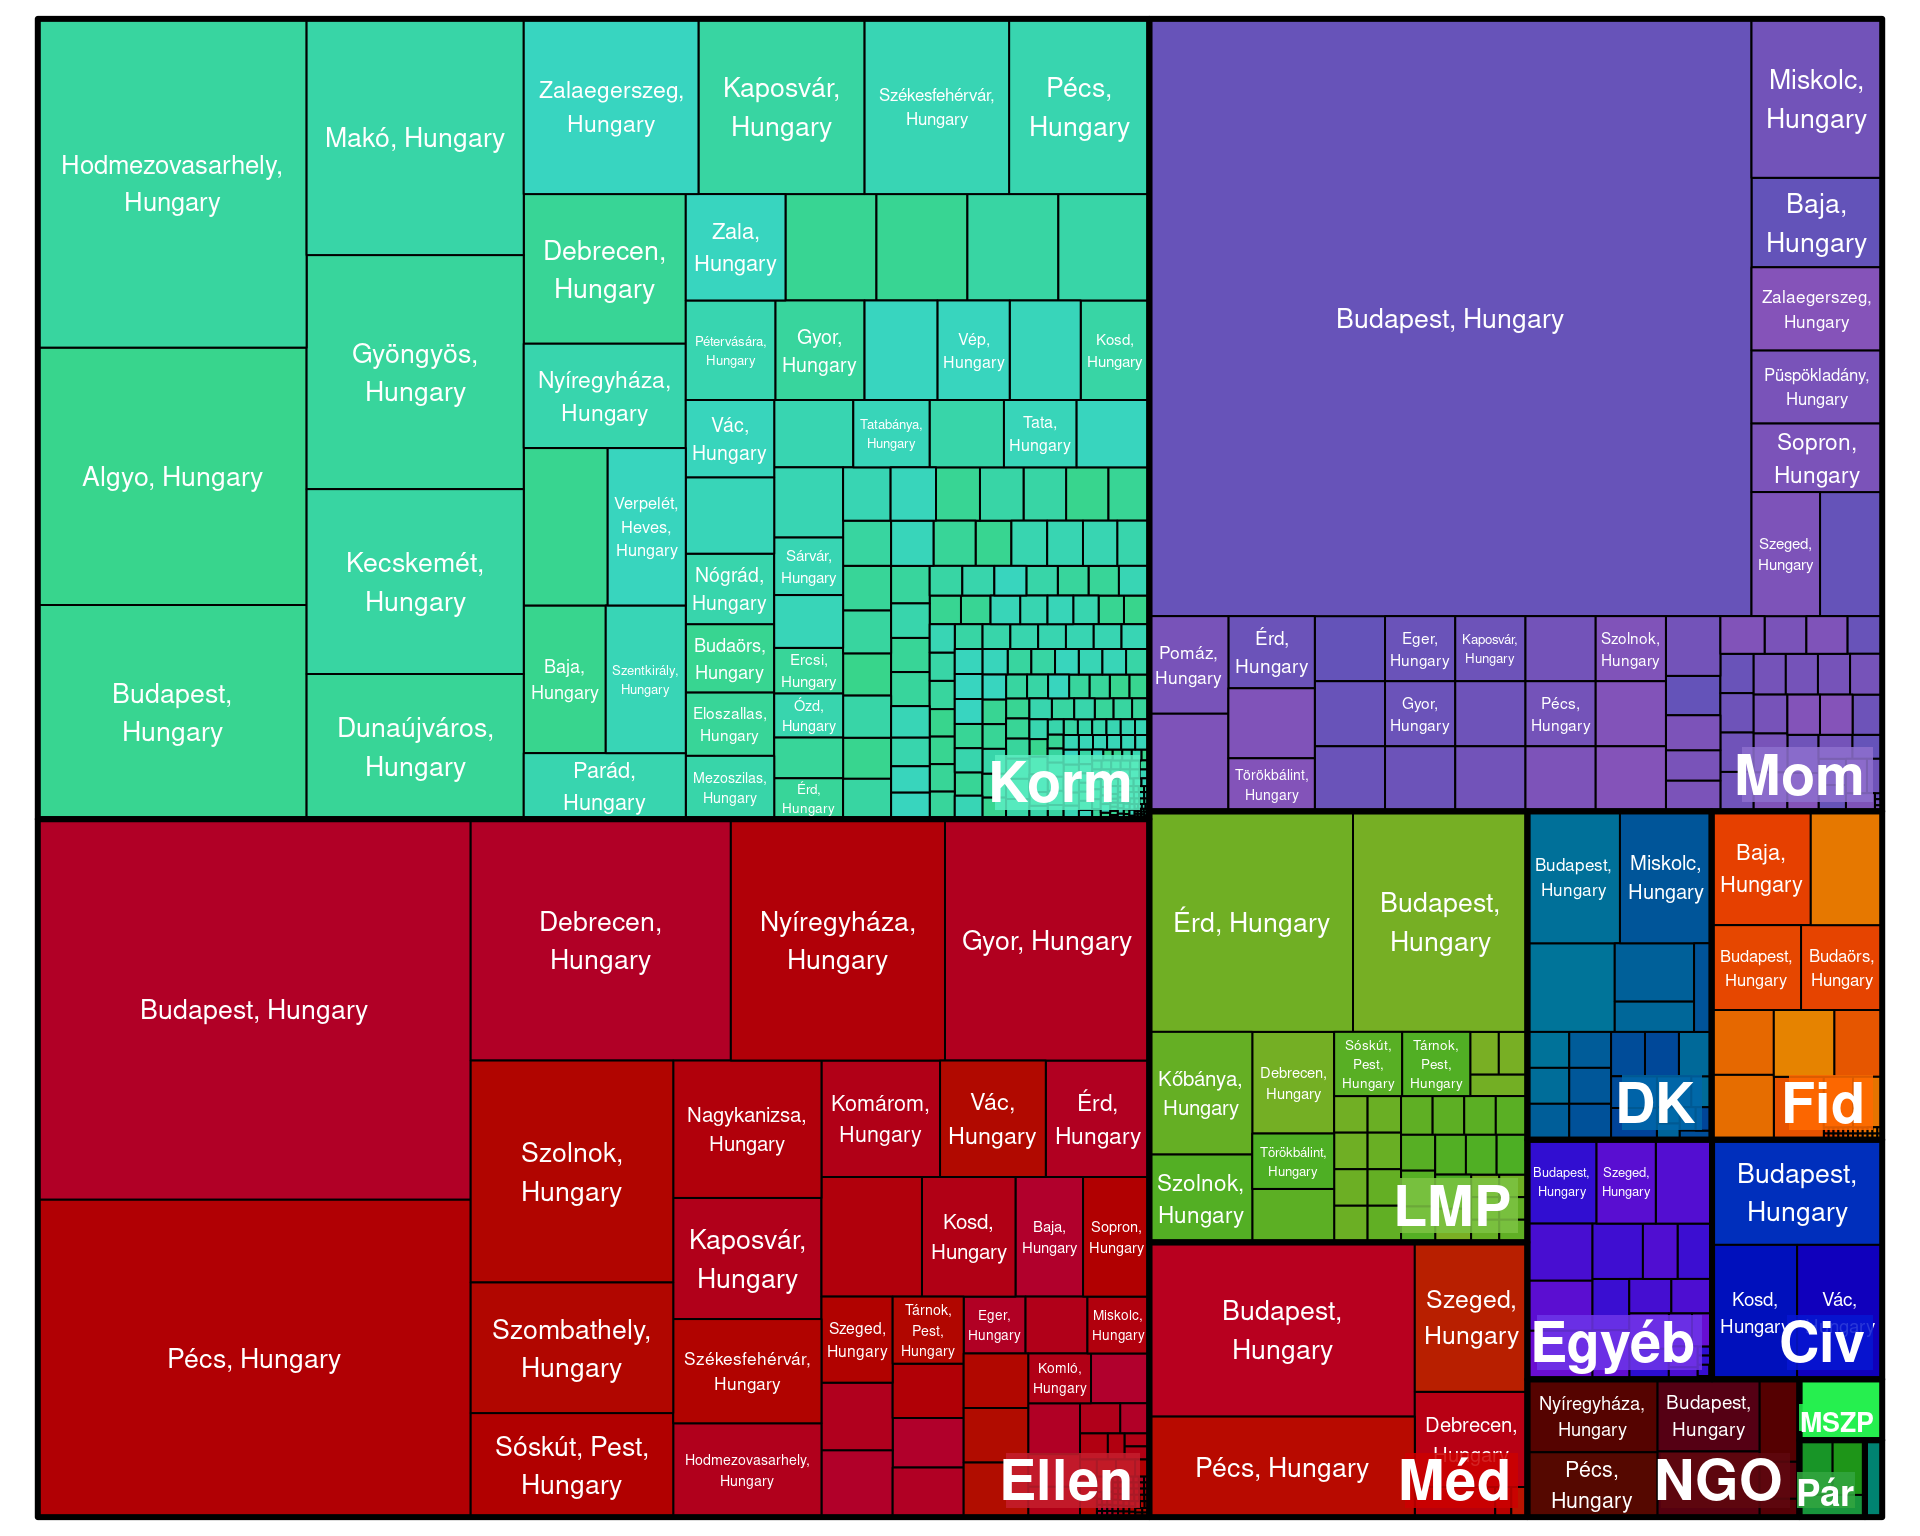 Hodmezovasarhely,
Hungary
Algyo, Hungary
Budapest,
Hungary
Makó, Hungary
Gyöngyös,
Hungary
Kecskemét,
Hungary
Dunaújváros,
Hungary
Zalaegerszeg,
Hungary
Kaposvár,
Hungary
Székesfehérvár,
Hungary
Pécs,
Hungary
Debrecen,
Hungary
Nyíregyháza,
Hungary
Verpelét,
Heves,
Hungary
Baja,
Hungary
Szentkirály,
Hungary
Parád,
Hungary
Zala,
Hungary
Pétervására,
Hungary
Gyor,
Hungary
Vép,
Hungary
Kosd,
Hungary
Vác,
Hungary
Tatabánya,
Hungary
Tata,
Hungary
Nógrád,
Hungary
Sárvár,
Hungary
Budaörs,
Hungary
Ercsi,
Hungary
Eloszallas,
Hungary
Ózd,
Hungary
Mezoszilas,
Hungary
Érd,
Hungary
Korm
Budapest, Hungary
Miskolc,
Hungary
Baja,
Hungary
Zalaegerszeg,
Hungary
Püspökladány,
Hungary
Sopron,
Hungary
Szeged,
Hungary
Pomáz,
Hungary
Érd,
Hungary
Törökbálint,
Hungary
Eger,
Hungary
Kaposvár,
Hungary
Szolnok,
Hungary
Gyor,
Hungary
Pécs,
Hungary
Mom
Budapest, Hungary
Pécs, Hungary
Debrecen,
Hungary
Nyíregyháza,
Hungary
Gyor, Hungary
Szolnok,
Hungary
Szombathely,
Hungary
Sóskút, Pest,
Hungary
Nagykanizsa,
Hungary
Kaposvár,
Hungary
Székesfehérvár,
Hungary
Hodmezovasarhely,
Hungary
Komárom,
Hungary
Vác,
Hungary
Érd,
Hungary
Kosd,
Hungary
Baja,
Hungary
Sopron,
Hungary
Szeged,
Hungary
Tárnok,
Pest,
Hungary
Eger,
Hungary
Miskolc,
Hungary
Komló,
Hungary
Ellen
Érd, Hungary
Budapest,
Hungary
Kőbánya,
Hungary
Szolnok,
Hungary
Debrecen,
Hungary
Törökbálint,
Hungary
Sóskút,
Pest,
Hungary
Tárnok,
Pest,
Hungary
LMP
Budapest,
Hungary
Pécs, Hungary
Szeged,
Hungary
Debrecen,
Hungary
Méd
Budapest,
Hungary
Miskolc,
Hungary
DK
Baja,
Hungary
Budapest,
Hungary
Budaörs,
Hungary
Fid
Budapest,
Hungary
Szeged,
Hungary
Egyéb
Budapest,
Hungary
Kosd,
Hungary
Vác,
Hungary
Civ
Nyíregyháza,
Hungary
Budapest,
Hungary
Pécs,
Hungary
NGO
MSZP
Pár